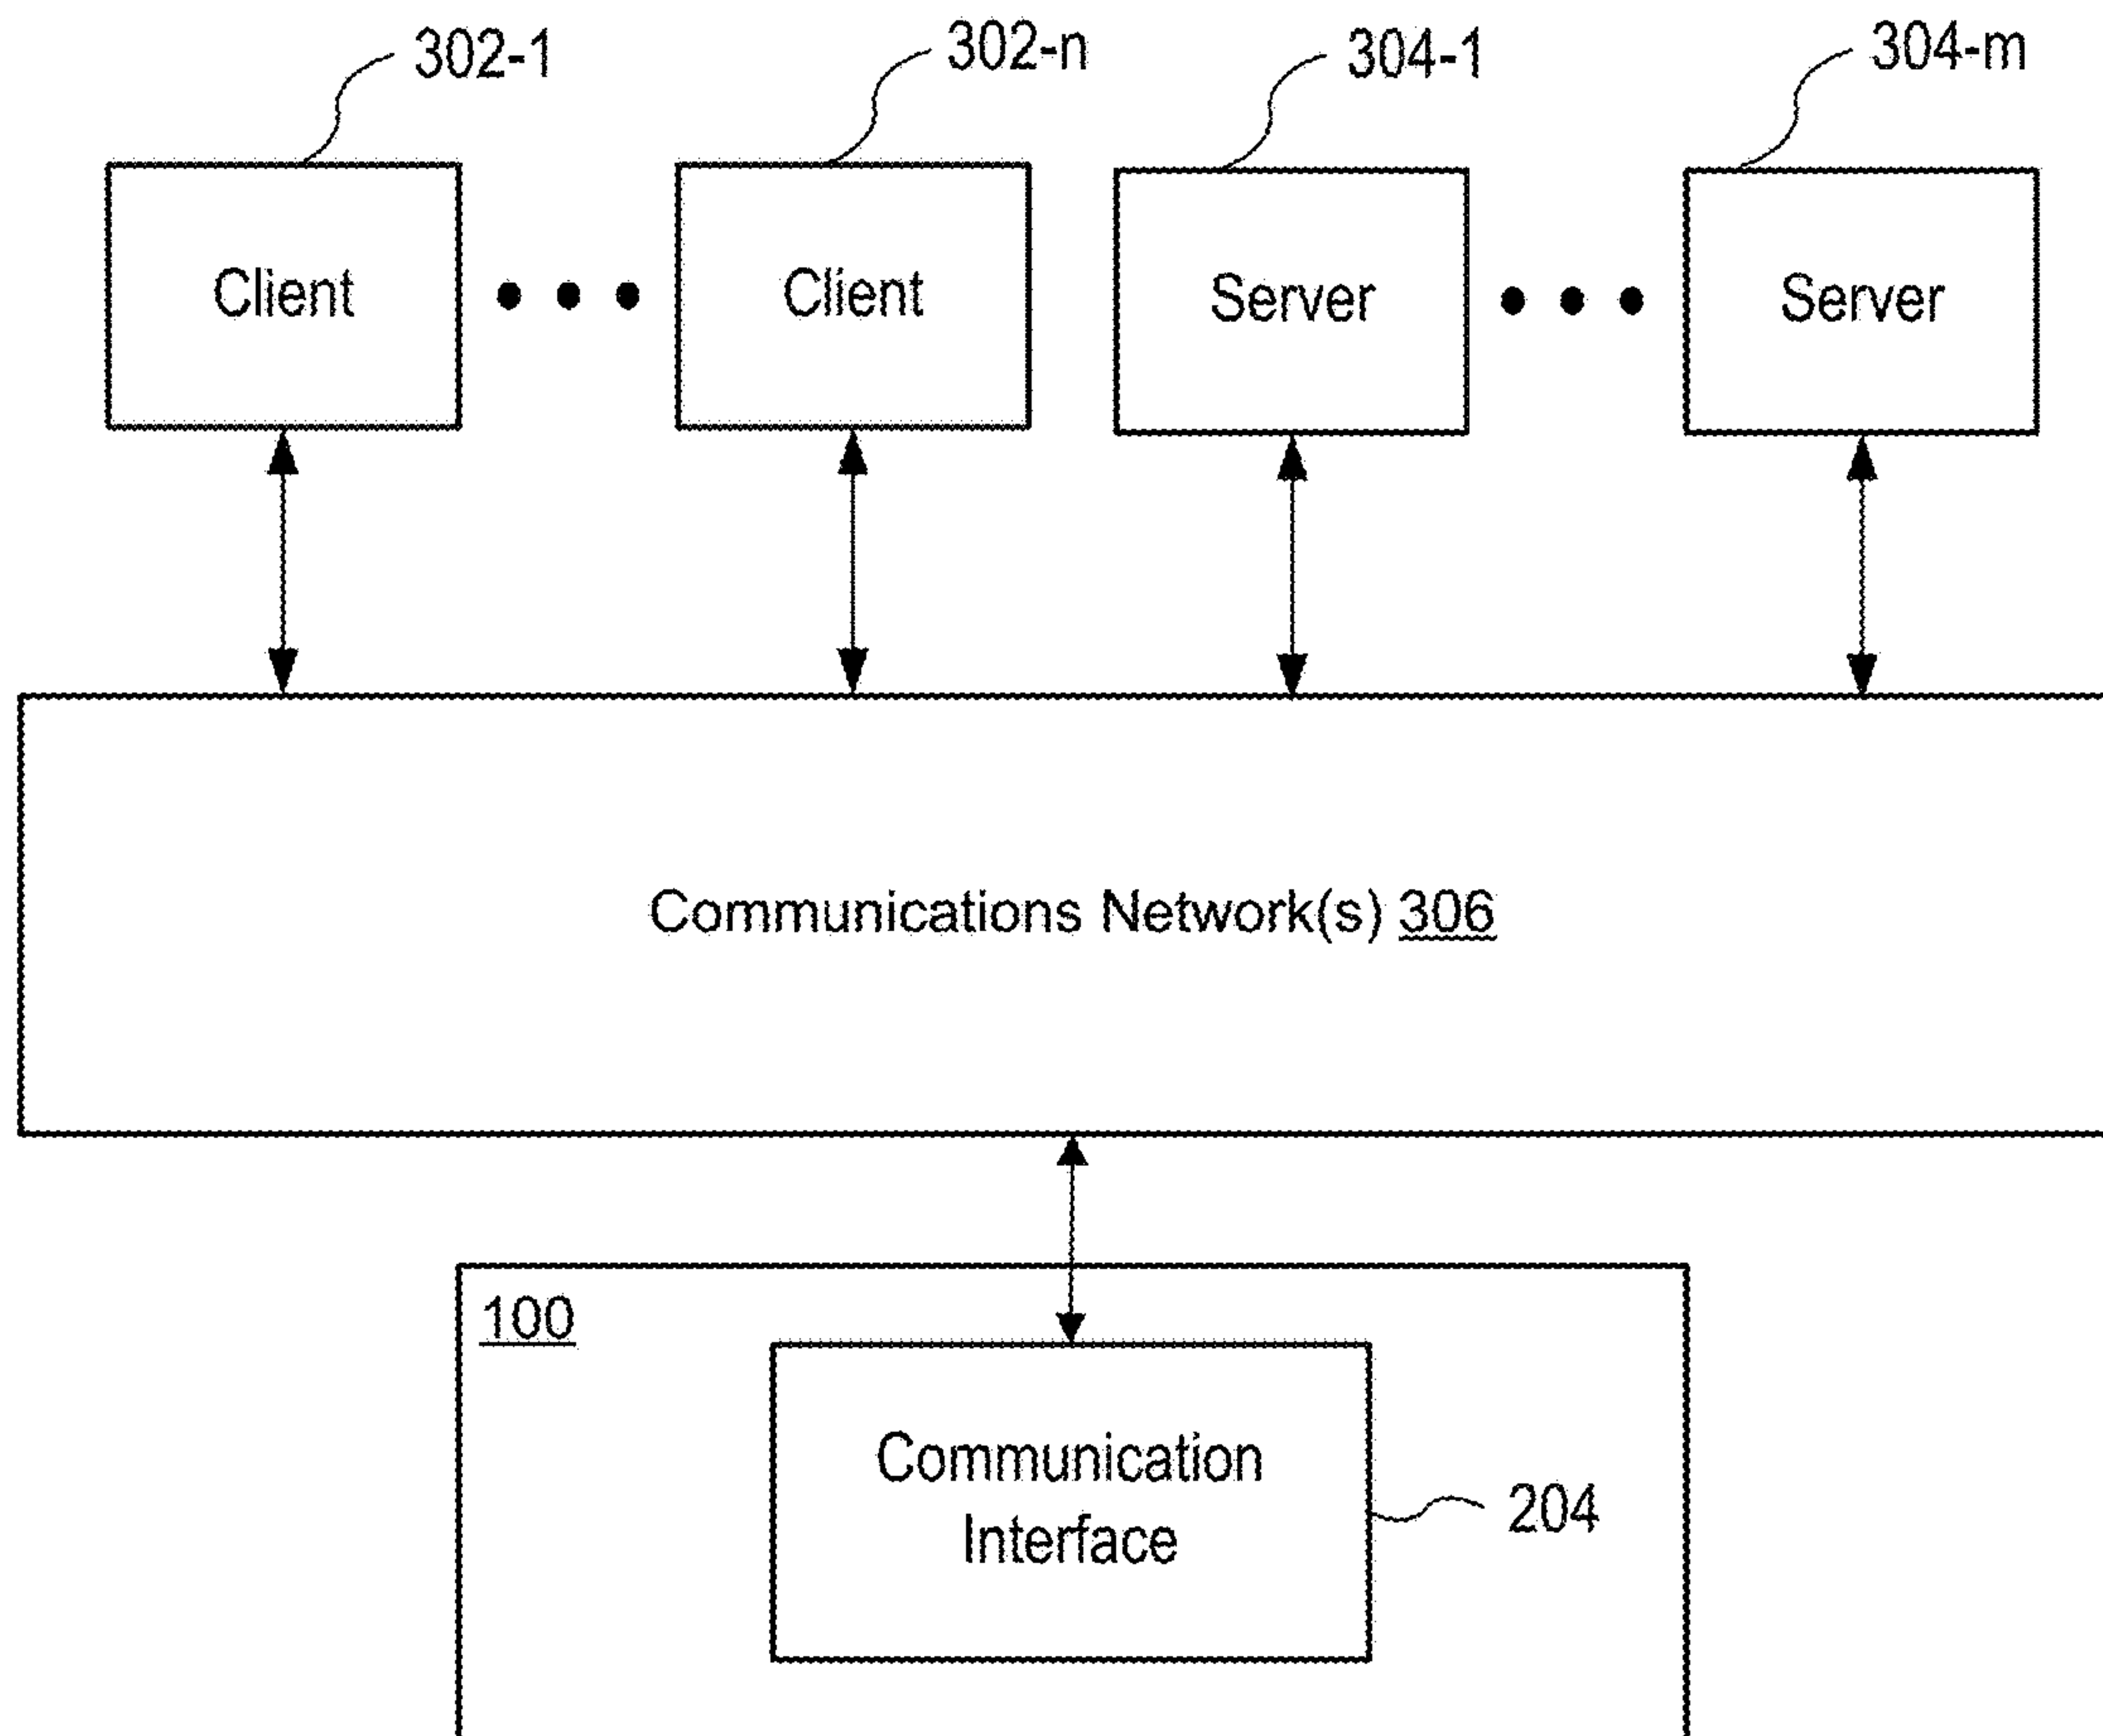 302-1
302-n
304-1
304-m
Client
Client
Server
Server
Communications Network(s) 306
100
Communication
Interface
204